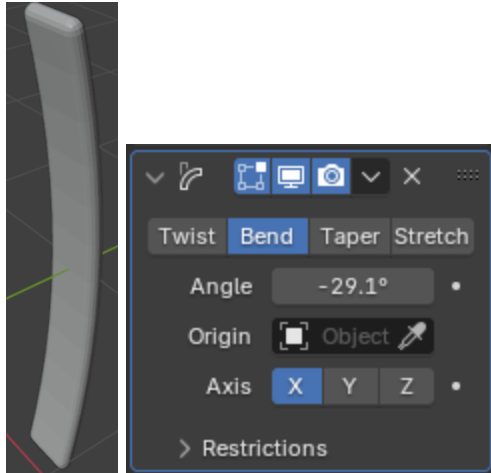 Twist Bend Taper Stretch
Angle -29.1°
Origin Object
Axis X Y Z
Restrictions